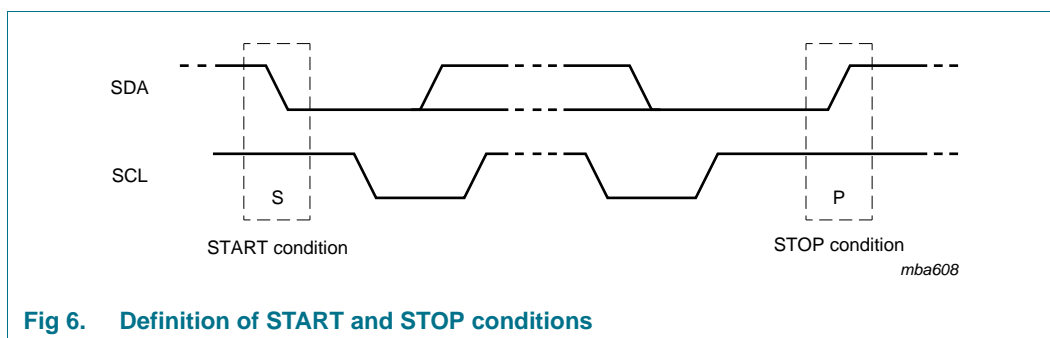 SDA
SCL
S
P
START condition
STOP condition
mba608
Fig 6. Definition of START and STOP conditions